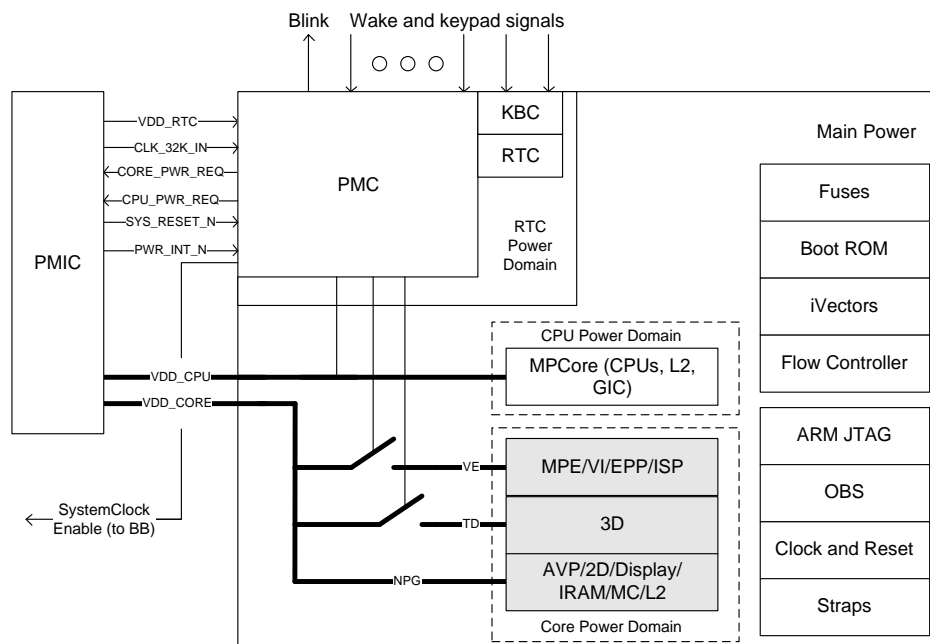 Blink
Wake and keypad signals
VDD_RTC
CLK_32K_IN
CORE_PWR_REQ
CPU_PWR_REQ
SYS_RESET_N
PWR_INT_N
PMIC
PMC
KBC
RTC
RTC
Power
Domain
Main Power
Fuses
Boot ROM
iVectors
Flow Controller
CPU Power Domain
MPCore (CPUs, L2,
GIC)
VDD_CPU
VDD_CORE
ARM JTAG
OBS
Clock and Reset
Straps
VE
MPE/VI/EPP/ISP
TD
3D
NPG
AVP/2D/Display/
IRAM/MC/L2
Core Power Domain
SystemClock
Enable (to BB)